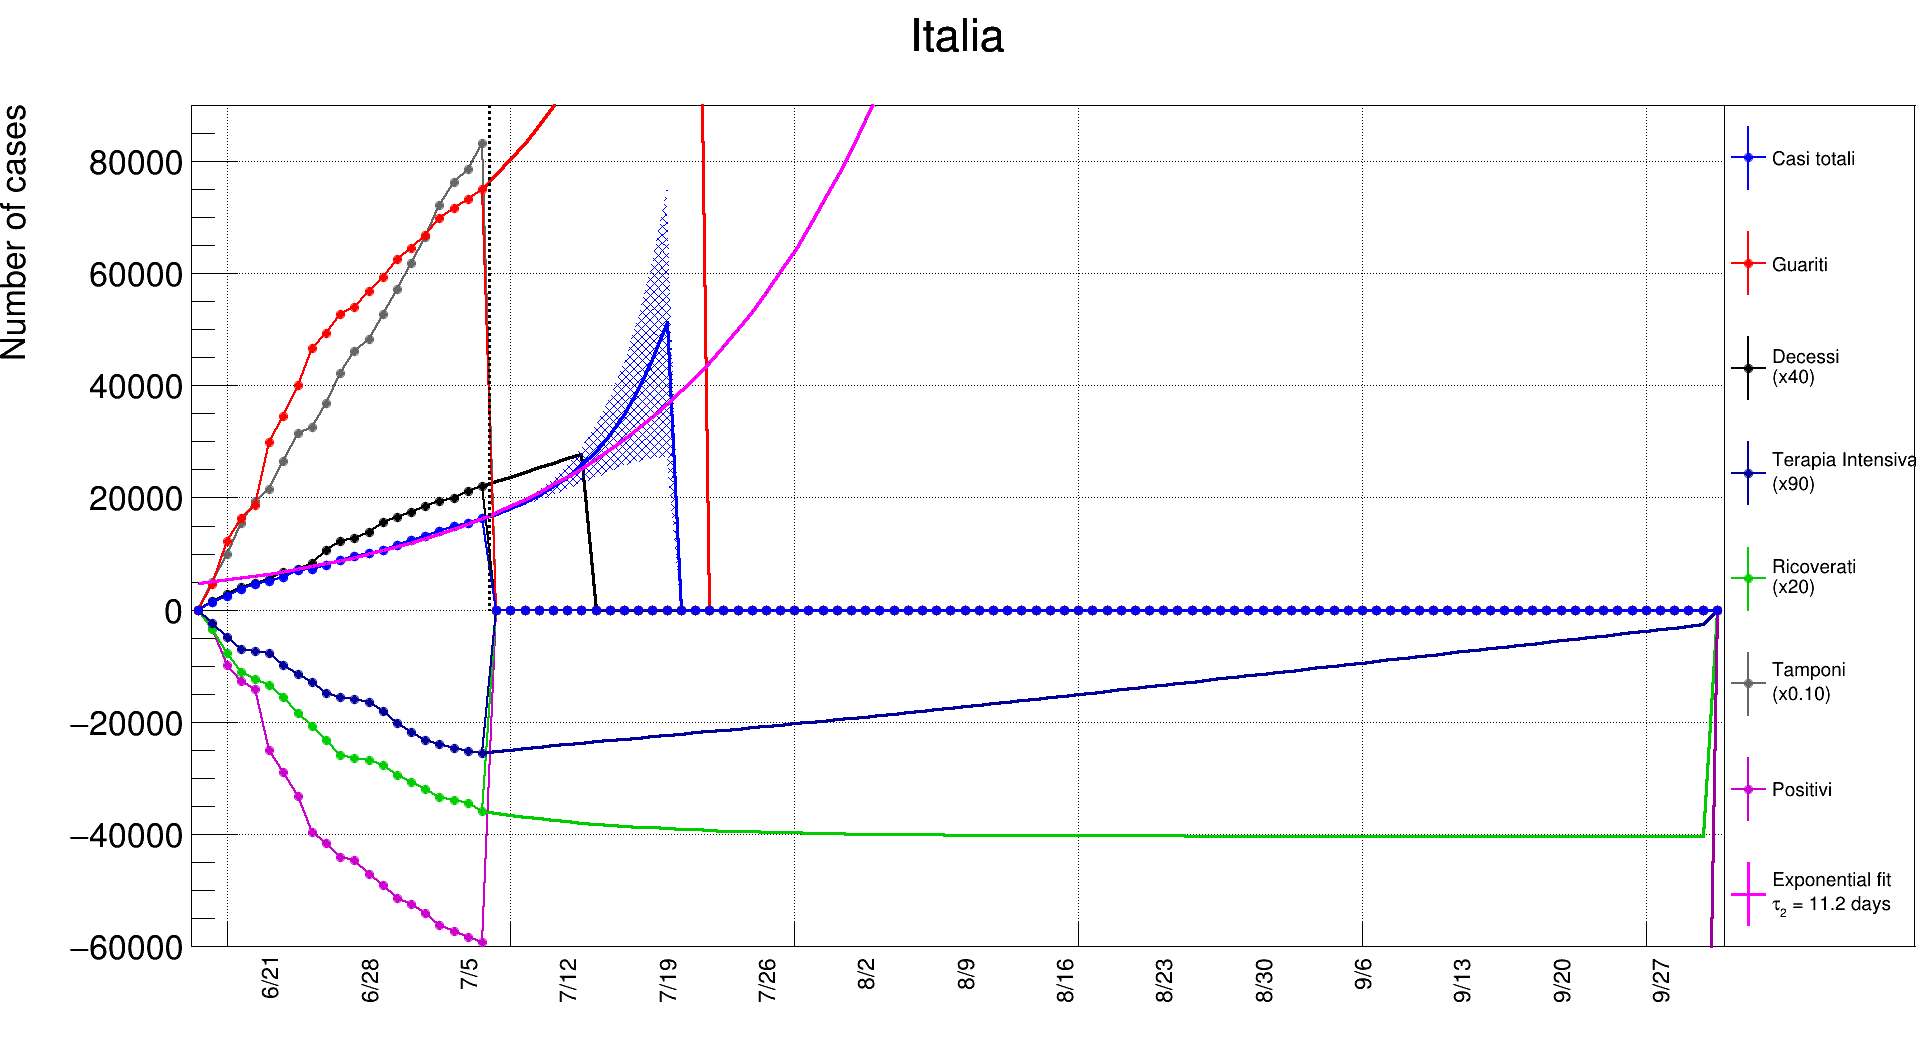 Italia
Number of cases
80000
60000
40000
20000
0
−20000
−40000
−60000
6/21
6/28
7/5
7/12
7/19
7/26
8/2
8/9
8/16
8/23
8/30
9/6
9/13
9/20
9/27
Casi totali
Guariti
Decessi
(x40)
Terapia Intensiva
(x90)
Ricoverati
(x20)
Tamponi
(x0.10)
Positivi
Exponential fit
τ2 = 11.2 days